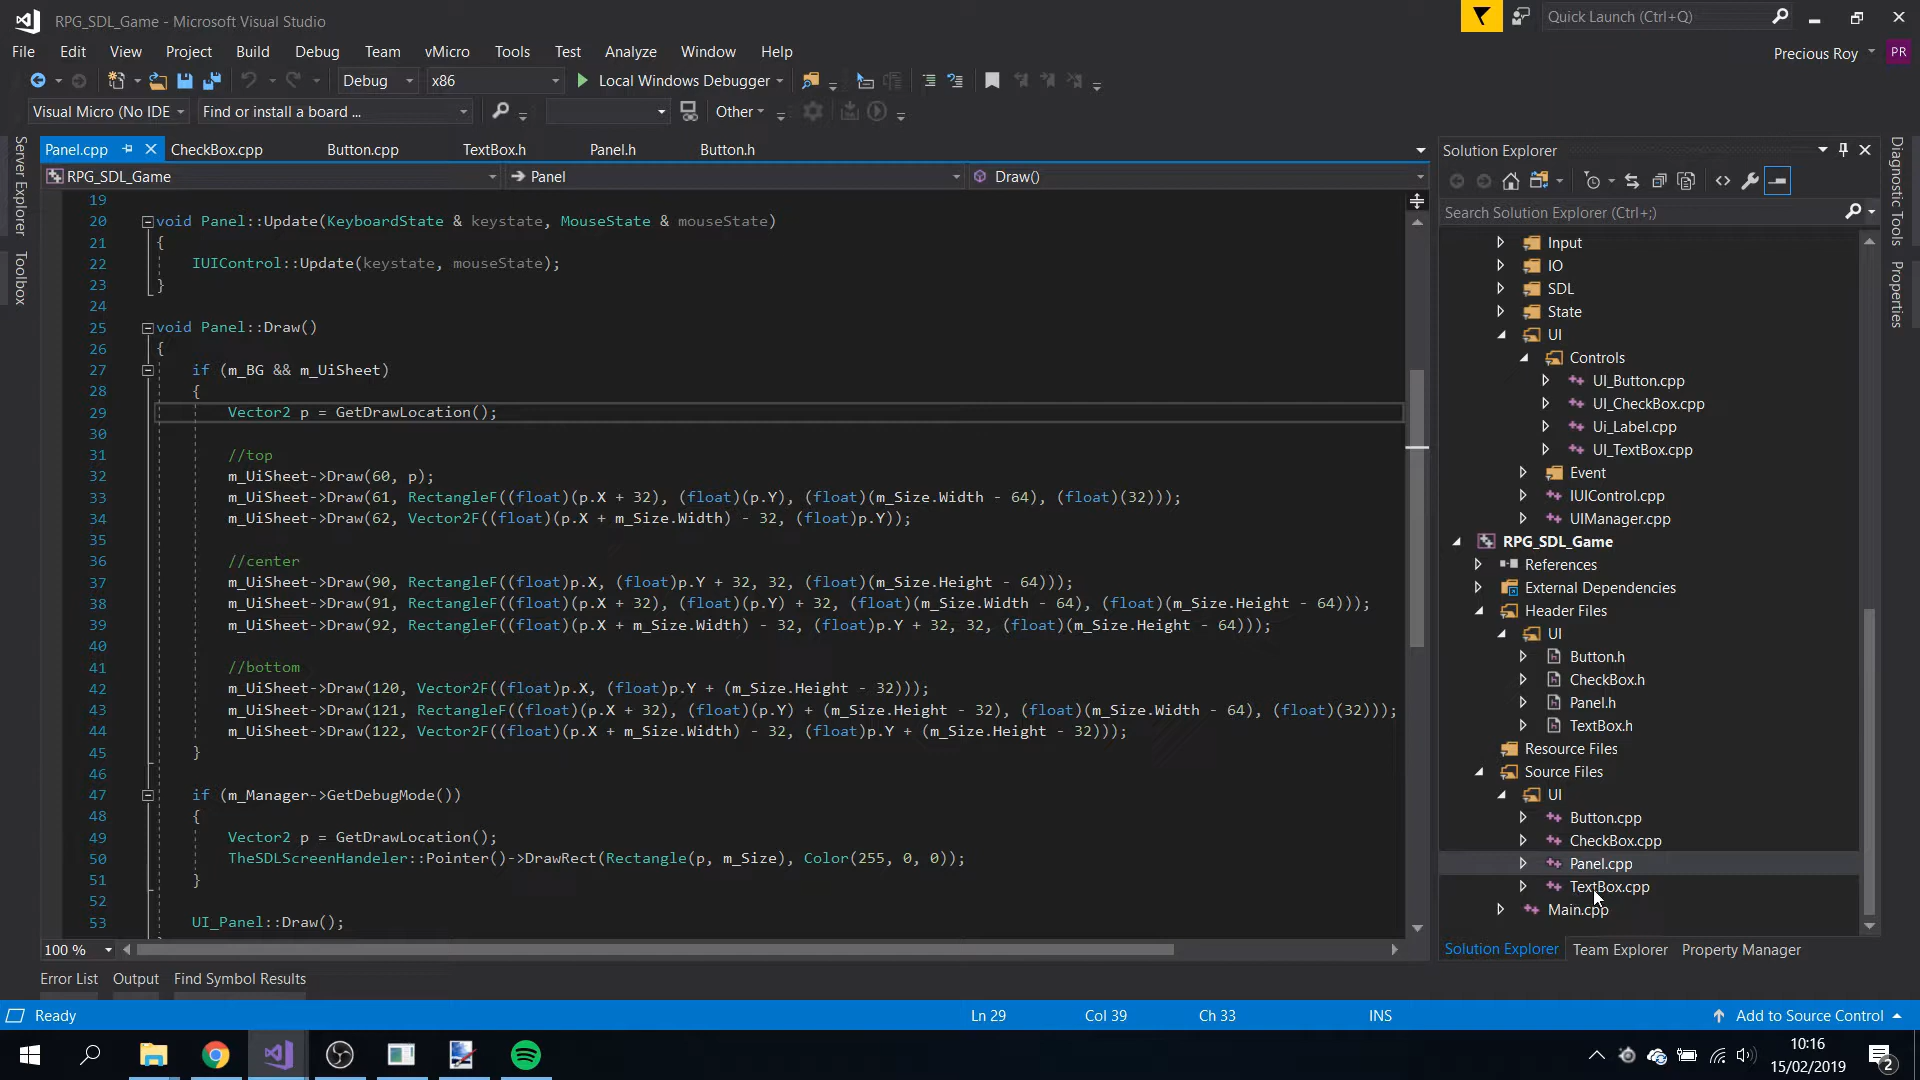 RPG_SDL_Game - Microsoft Visual Studio
Quick Launch (Ctrl+Q)
File Edit View Project Build Debug Team vMicro Tools Test Analyze Window Help
Precious Roy PR
Debug x86 Local Windows Debugger
Visual Micro (No IDE Find or install a board ... Other
Server Explorer
Toolbox
Panel.cpp CheckBox.cpp Button.cpp TextBox.h Panel.h Button.h
RPG_SDL_Game Panel Draw()
19
20 void Panel::Update(KeyboardState & keystate, MouseState & mouseState)
21 {
22 IUIControl::Update(keystate, mouseState);
23 }
24
25 void Panel::Draw()
26 {
27 if (m_BG && m_UiSheet)
28 {
29 Vector2 p = GetDrawLocation();
30
31 //top
32 m_UiSheet->Draw(60, p);
33 m_UiSheet->Draw(61, RectangleF((float)(p.X + 32), (float)(p.Y), (float)(m_Size.Width - 64), (float)(32)));
34 m_UiSheet->Draw(62, Vector2F((float)(p.X + m_Size.Width) - 32, (float)p.Y));
35
36 //center
37 m_UiSheet->Draw(90, RectangleF((float)p.X, (float)p.Y + 32, 32, (float)(m_Size.Height - 64)));
38 m_UiSheet->Draw(91, RectangleF((float)(p.X + 32), (float)(p.Y) + 32, (float)(m_Size.Width - 64), (float)(m_Size.Height - 64)));
39 m_UiSheet->Draw(92, RectangleF((float)(p.X + m_Size.Width) - 32, (float)p.Y + 32, 32, (float)(m_Size.Height - 64)));
40
41 //bottom
42 m_UiSheet->Draw(120, Vector2F((float)p.X, (float)p.Y + (m_Size.Height - 32)));
43 m_UiSheet->Draw(121, RectangleF((float)(p.X + 32), (float)(p.Y) + (m_Size.Height - 32), (float)(m_Size.Width - 64), (float)(32)));
44 m_UiSheet->Draw(122, Vector2F((float)(p.X + m_Size.Width) - 32, (float)p.Y + (m_Size.Height - 32)));
45 }
46
47 if (m_Manager->GetDebugMode())
48 {
49 Vector2 p = GetDrawLocation();
50 TheSDLScreenHandeler::Pointer()->DrawRect(Rectangle(p, m_Size), Color(255, 0, 0));
51 }
52
53 UI_Panel::Draw();
100 %
Solution Explorer
Search Solution Explorer (Ctrl+;)
Input
IO
SDL
State
UI
Controls
UI_Button.cpp
UI_CheckBox.cpp
Ui_Label.cpp
UI_TextBox.cpp
Event
IUIControl.cpp
UIManager.cpp
RPG_SDL_Game
References
External Dependencies
Header Files
UI
Button.h
CheckBox.h
Panel.h
TextBox.h
Resource Files
Source Files
UI
Button.cpp
CheckBox.cpp
Panel.cpp
TextBox.cpp
Main.cpp
Solution Explorer Team Explorer Property Manager
Diagnostic Tools
Properties
Error List Output Find Symbol Results
Ready Ln 29 Col 39 Ch 33 INS Add to Source Control
10:16
15/02/2019
2